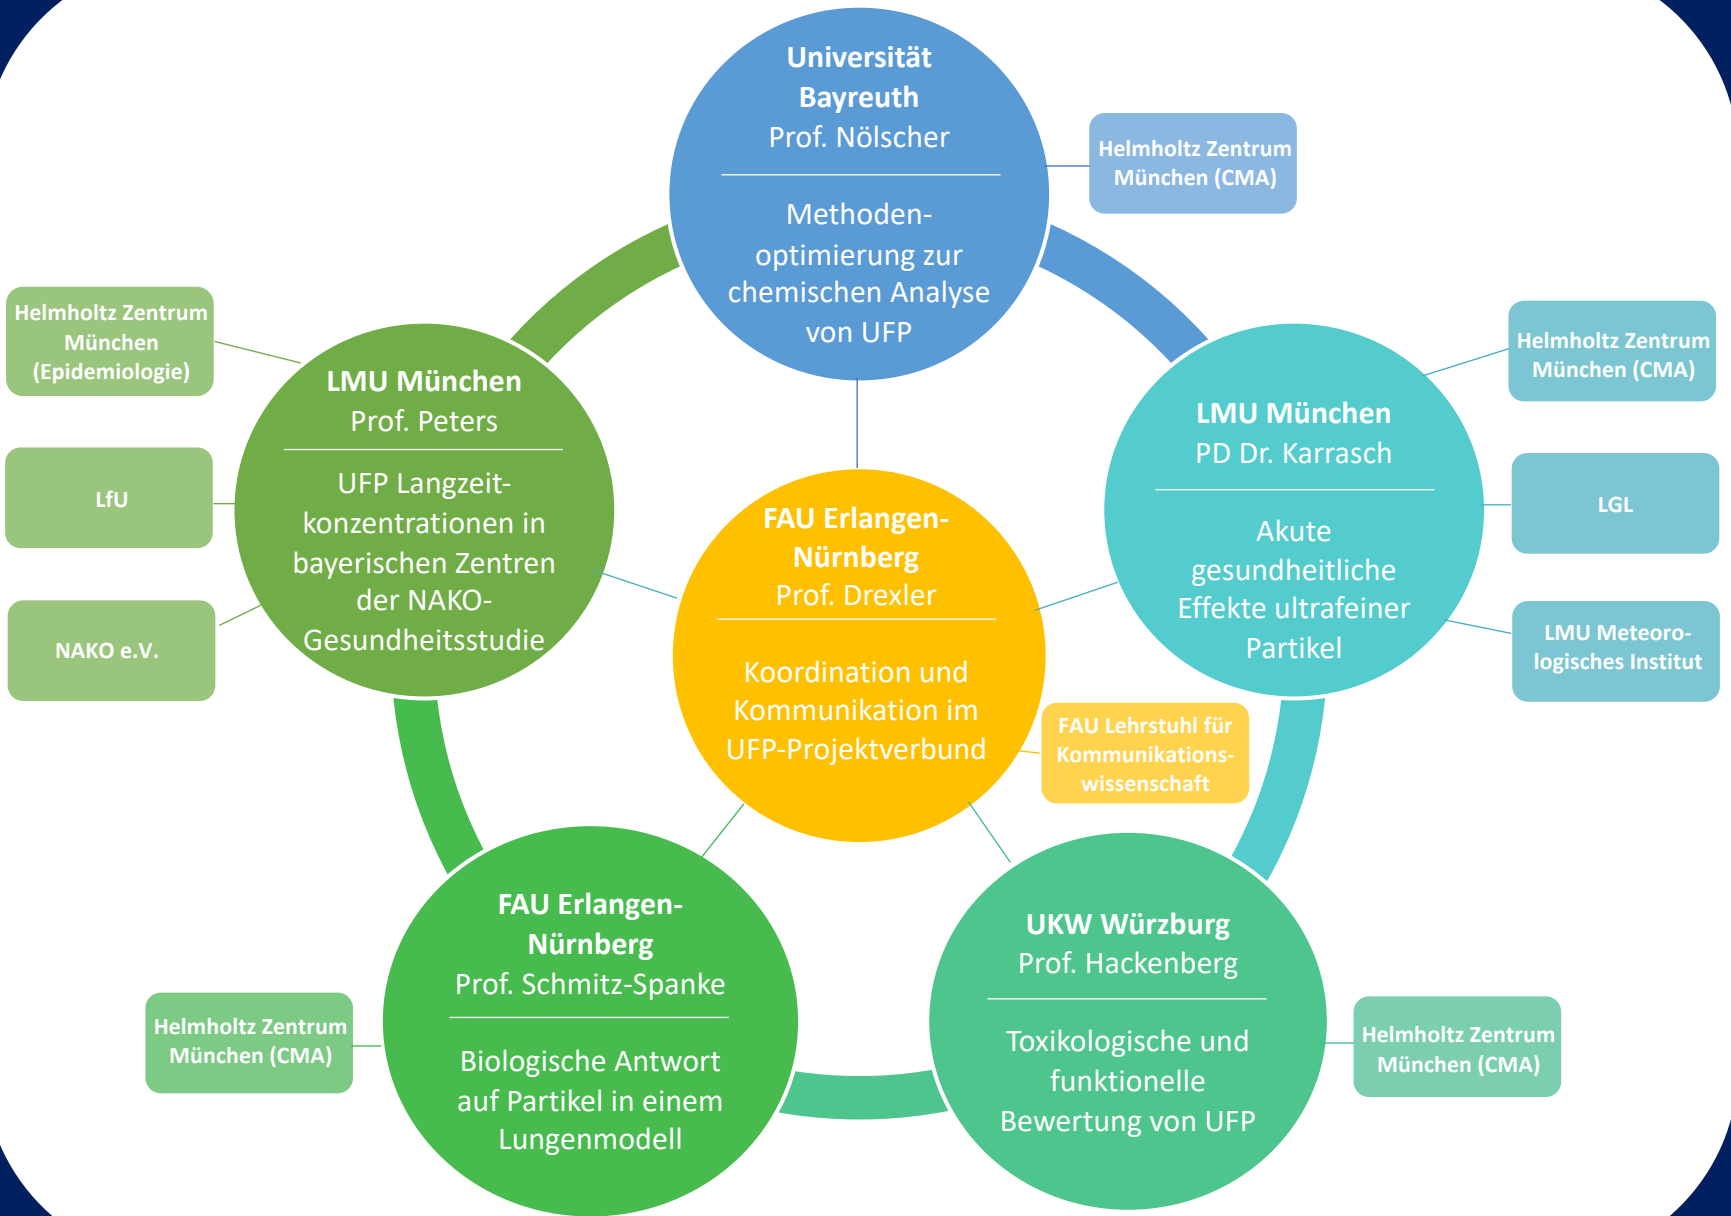 Universität
Bayreuth
Prof. Nölscher
Methoden-
optimierung zur
chemischen Analyse
von UFP
Helmholtz Zentrum
München (CMA)
Helmholtz Zentrum
München
(Epidemiologie)
LfU
NAKO e.V.
LMU München
Prof. Peters
UFP Langzeit-
konzentrationen in
bayerischen Zentren
der NAKO-
Gesundheitsstudie
FAU Erlangen-
Nürnberg
Prof. Drexler
Koordination und
Kommunikation im
UFP-Projektverbund
FAU Lehrstuhl für
Kommunikations-
wissenschaft
LMU München
PD Dr. Karrasch
Akute
gesundheitliche
Effekte ultrafeiner
Partikel
Helmholtz Zentrum
München (CMA)
LGL
LMU Meteoro-
logisches Institut
FAU Erlangen-
Nürnberg
Prof. Schmitz-Spanke
Biologische Antwort
auf Partikel in einem
Lungenmodell
Helmholtz Zentrum
München (CMA)
UKW Würzburg
Prof. Hackenberg
Toxikologische und
funktionelle
Bewertung von UFP
Helmholtz Zentrum
München (CMA)